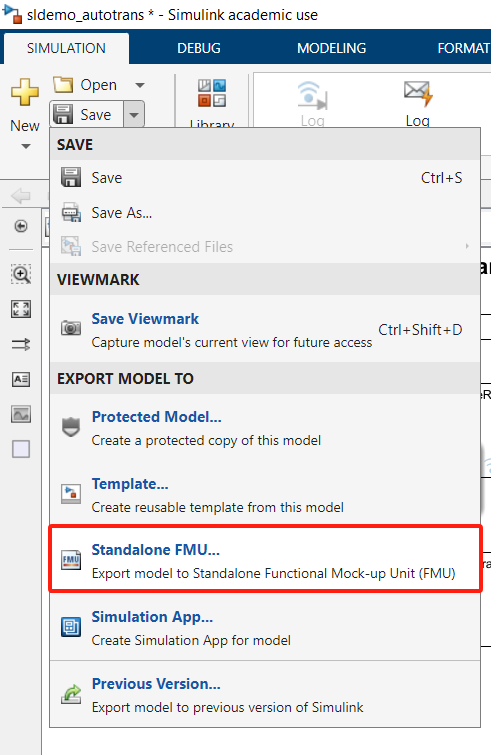 sldemo_autotrans * - Simulink academic use
SIMULATION DEBUG MODELING FORMAT
Open
New Save Library Log Log
SAVE
Save Ctrl+S
Save As...
Save Referenced Files
VIEWMARK
Save Viewmark Ctrl+Shift+D
Capture model's current view for future access
EXPORT MODEL TO
Protected Model...
Create a protected copy of this model
Template...
Create reusable template from this model
Standalone FMU...
FMU
Export model to Standalone Functional Mock-up Unit (FMU)
Simulation App...
Create Simulation App for model
Previous Version...
Export model to previous version of Simulink